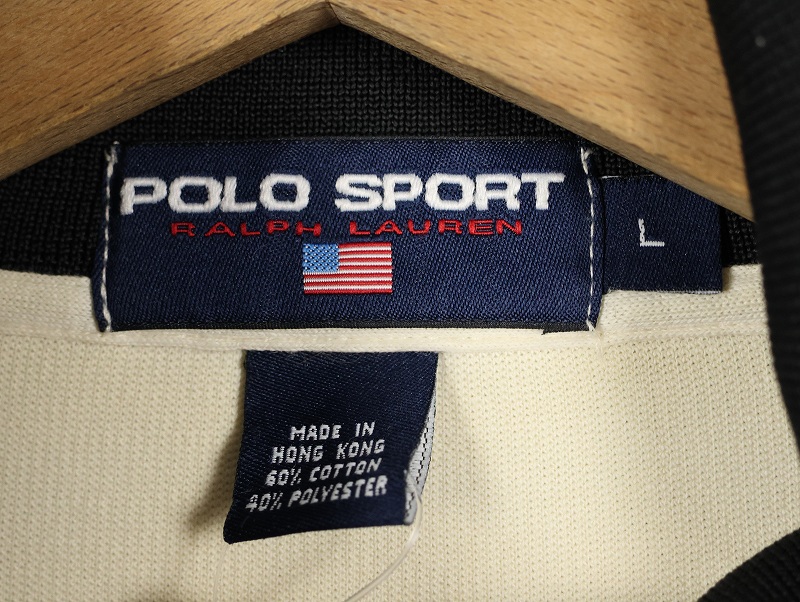 POLO SPORT
RALPH LAUREN
L
MADE IN
HONG KONG
60% COTTON
40% POLYESTER